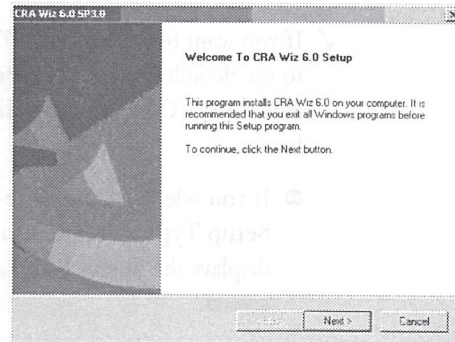 CRA Wiz 6.0 SP3.0
Welcome To CRA Wiz 6.0 Setup
This program installs CRA Wiz 6.0 on your computer. It is
recommended that you exit all Windows programs before
running this Setup program.
To continue, click the Next button.
Next >
Cancel